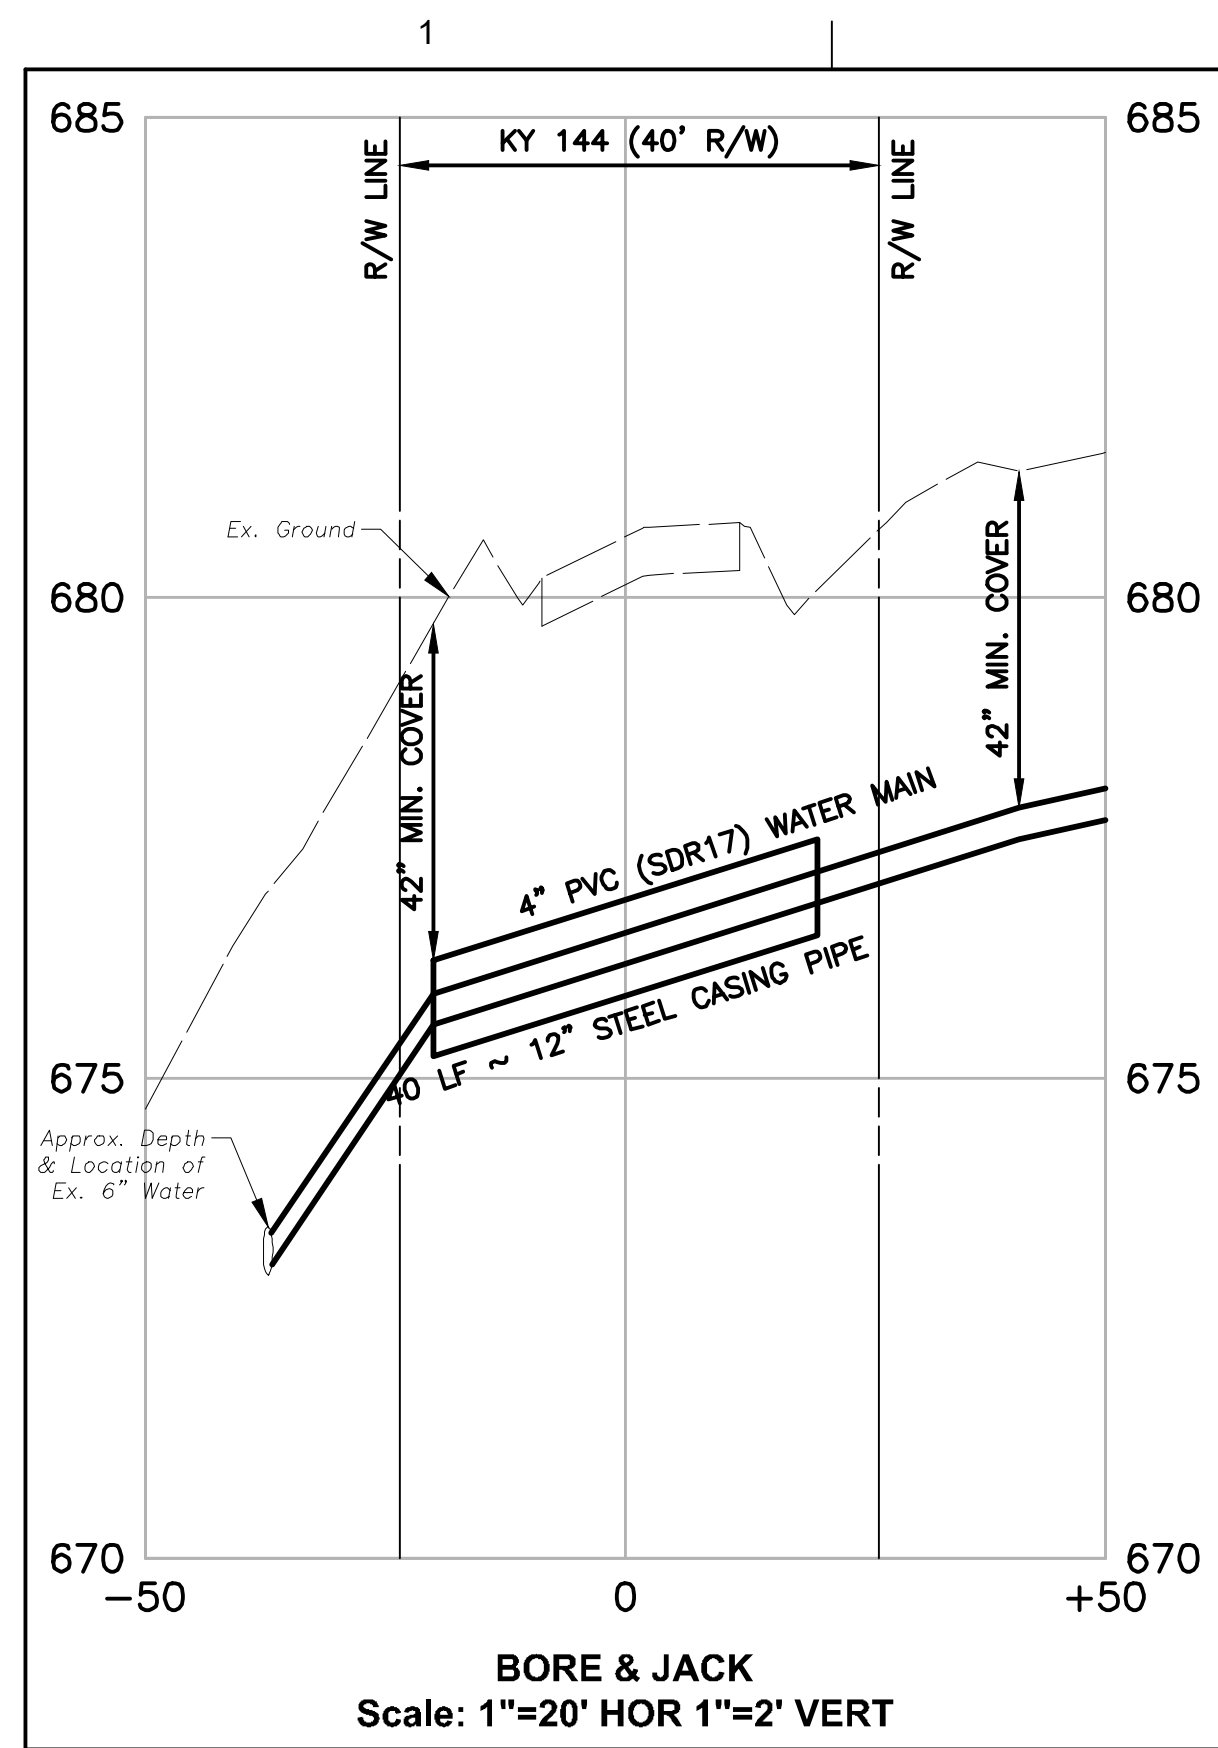 1
685
685
KY 144 (40' R/W)
R/W LINE
R/W LINE
Ex. Ground
680
680
42" MIN. COVER
42" MIN. COVER
4" PVC (SDR17) WATER MAIN
40 LF ~ 12" STEEL CASING PIPE
675
675
Approx. Depth
& Location of
Ex. 6" Water
670
670
-50
0
+50
BORE & JACK
Scale: 1"=20' HOR 1"=2' VERT